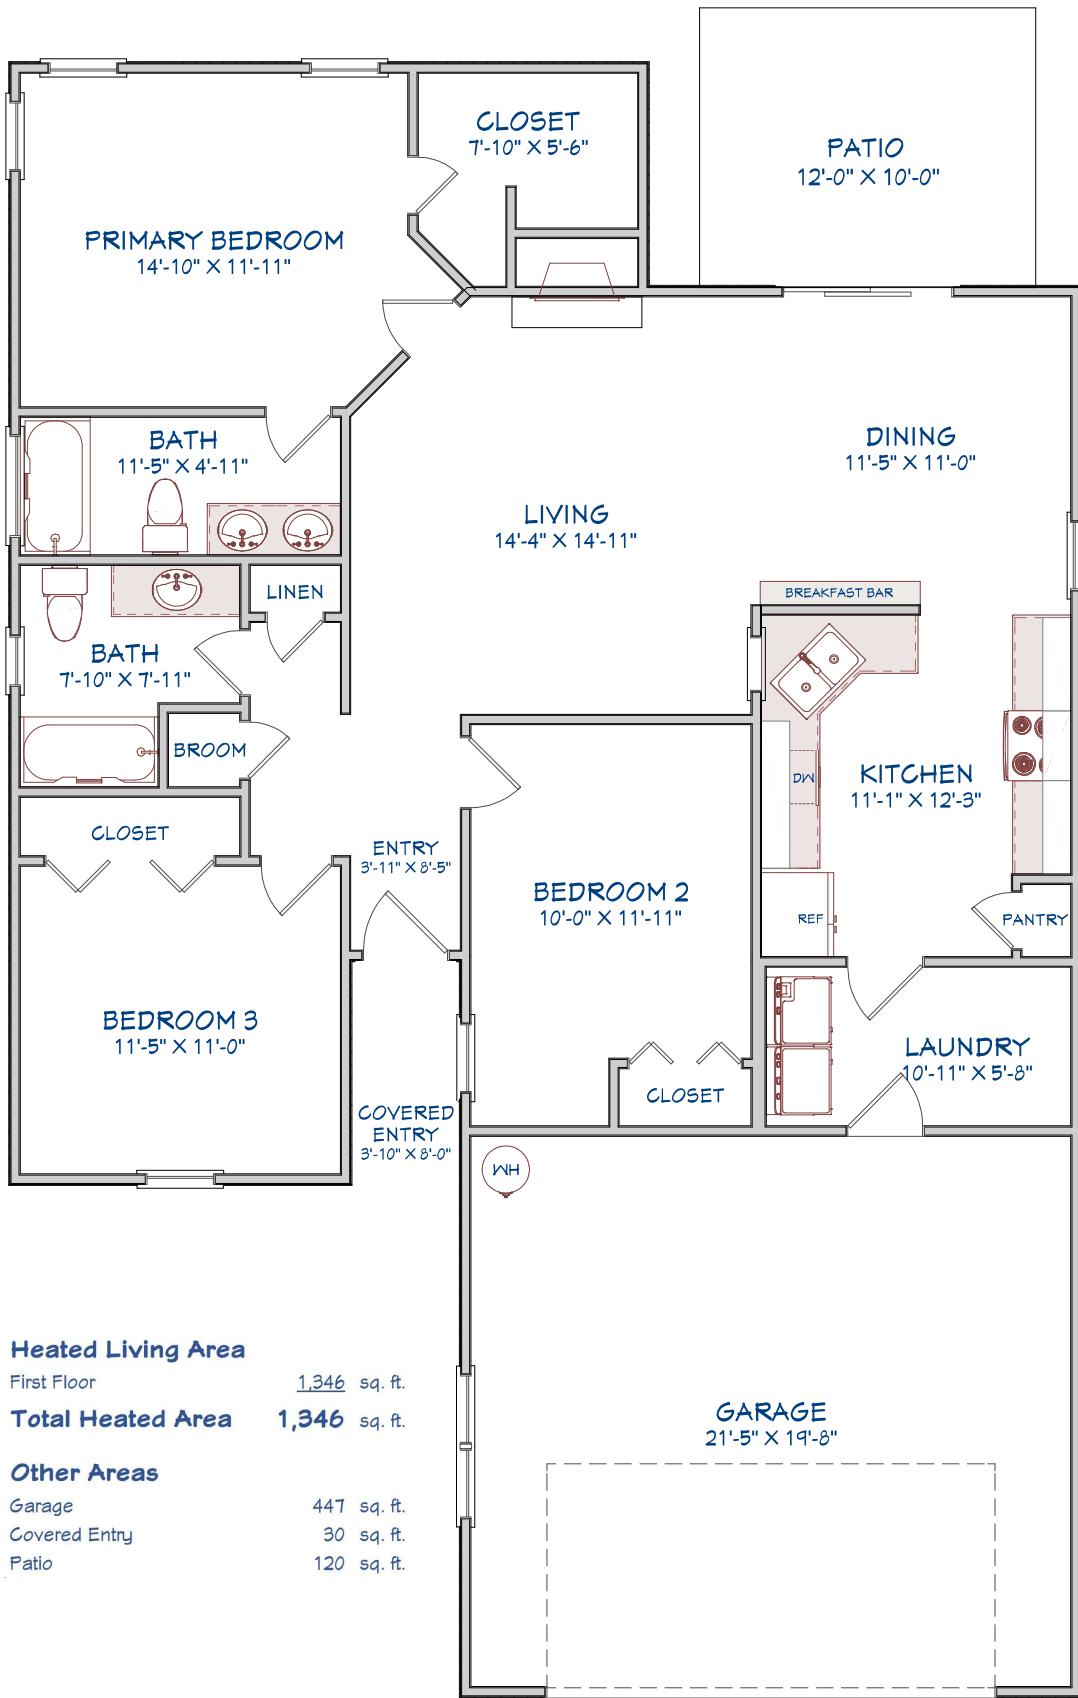 CLOSET
7'-10" X 5'-6"
PATIO
12'-0" X 10'-0"
PRIMARY BEDROOM
14'-10" X 11'-11"
BATH
11'-5" X 4'-11"
DINING
11'-5" X 11'-0"
LIVING
14'-4" X 14'-11"
LINEN
BREAKFAST BAR
BATH
7'-10" X 7'-11"
BROOM
DW
KITCHEN
11'-1" X 12'-3"
CLOSET
ENTRY
3'-11" X 8'-5"
BEDROOM 2
10'-0" X 11'-11"
REF
PANTRY
BEDROOM 3
11'-5" X 11'-0"
LAUNDRY
10'-11" X 5'-8"
CLOSET
COVERED
ENTRY
3'-10" X 8'-0"
WH
Heated Living Area
First Floor 1,346 sq. ft.
Total Heated Area 1,346 sq. ft.
GARAGE
21'-5" X 19'-8"
Other Areas
Garage 447 sq. ft.
Covered Entry 30 sq. ft.
Patio 120 sq. ft.